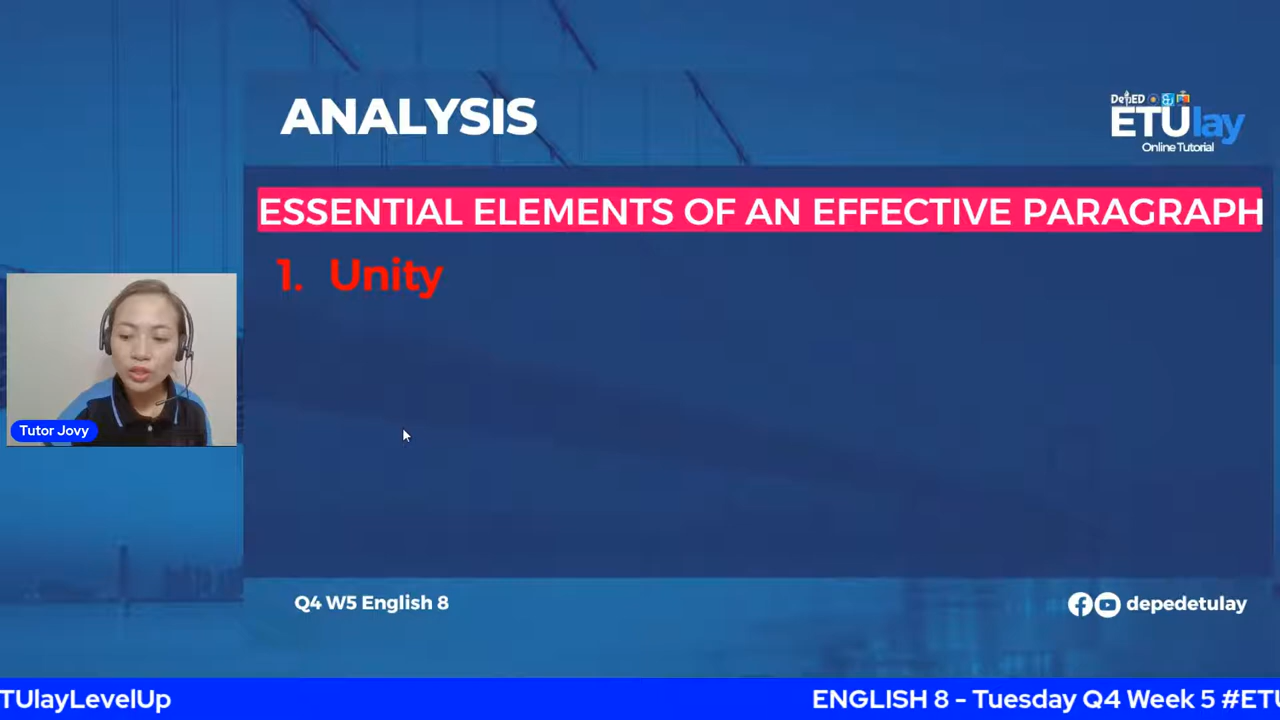 ANALYSIS
DepED
ETUlay
Online Tutorial
ESSENTIAL ELEMENTS OF AN EFFECTIVE PARAGRAPH
1. Unity
Tutor Jovy
Q4 W5 English 8
depedetulay
TUlayLevelUp
ENGLISH 8 - Tuesday Q4 Week 5 #ETU